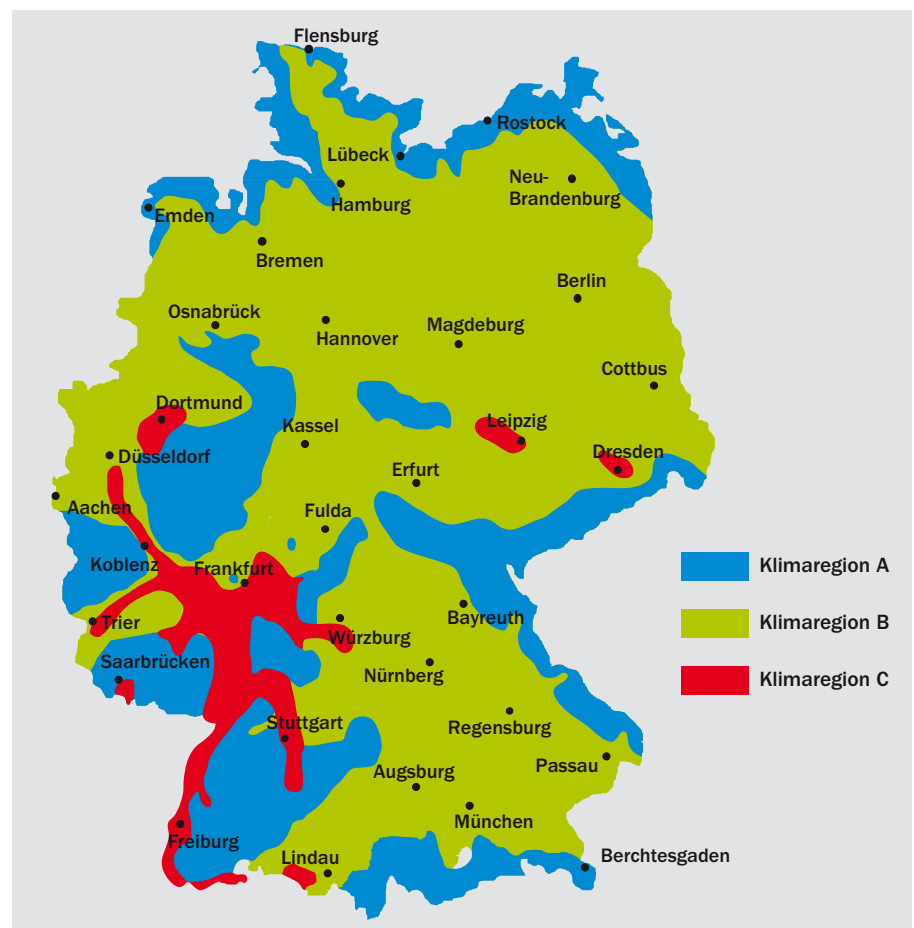 Flensburg
Rostock
Lübeck
Neu-
Brandenburg
Hamburg
Emden
Bremen
Berlin
Osnabrück
Hannover
Magdeburg
Cottbus
Dortmund
Kassel
Leipzig
Düsseldorf
Dresden
Erfurt
Aachen
Fulda
Koblenz
Frankfurt
Klimaregion A
Bayreuth
Trier
Klimaregion B
Würzburg
Saarbrücken
Nürnberg
Klimaregion C
Stuttgart
Regensburg
Passau
Augsburg
München
Freiburg
Lindau
Berchtesgaden